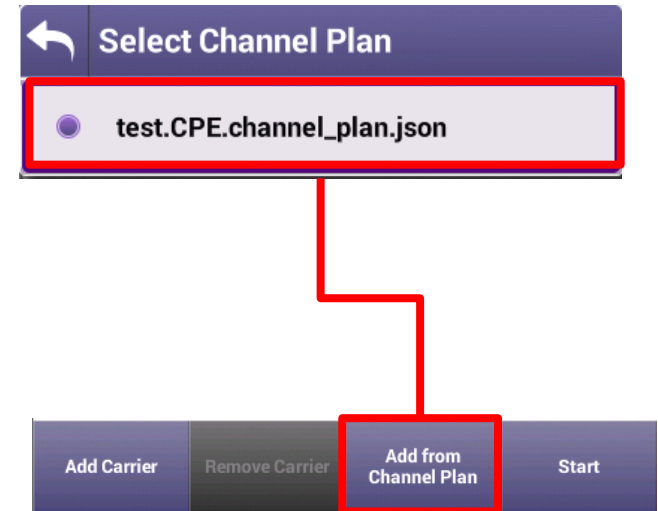 Select Channel Plan
test.CPE.channel_plan.json
Add Carrier
Remove Carrier
Add from
Channel Plan
Start